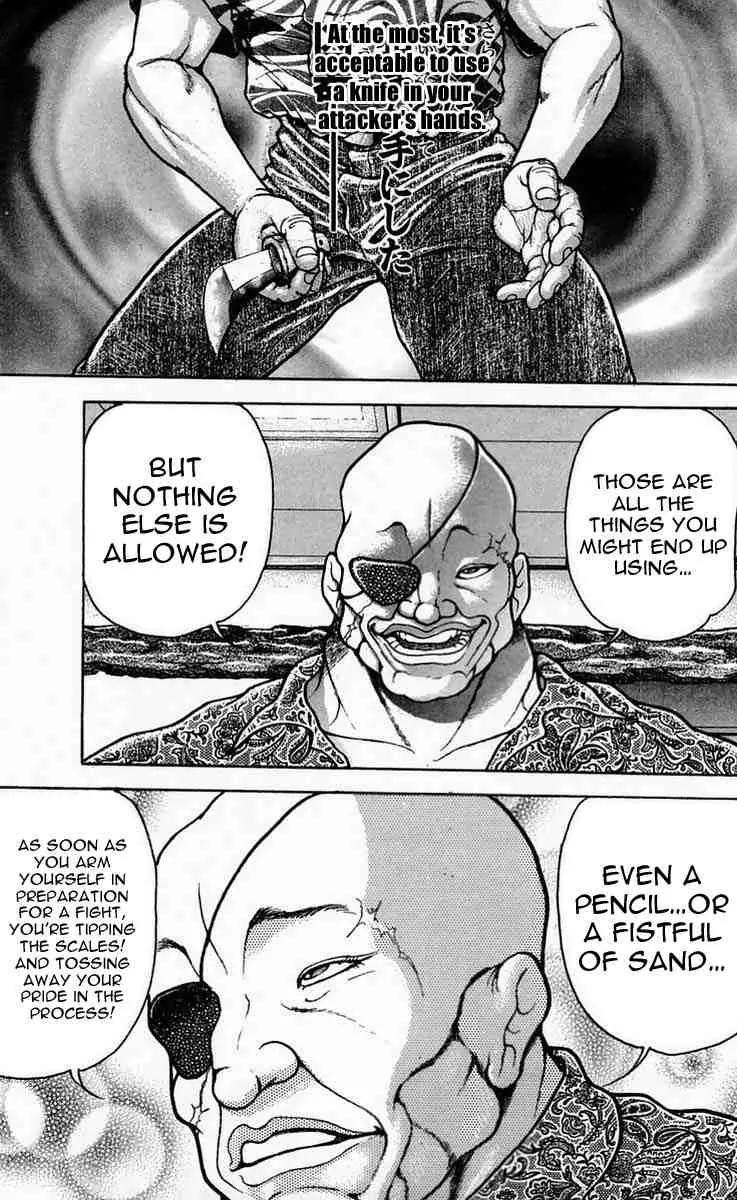 At the most, it's
acceptable to use
a knife in your
attacker's hands.
手にした
THOSE ARE
ALL THE
THINGS YOU
MIGHT END UP
USING...
BUT
NOTHING
ELSE IS
ALLOWED!
EVEN A
PENCIL...OR
A FISTFUL
OF SAND...
AS SOON AS
YOU ARM
YOURSELF IN
PREPARATION
FOR A FIGHT,
YOU'RE TIPPING
THE SCALES!
AND TOSSING
AWAY YOUR
PRIDE IN THE
PROCESS!